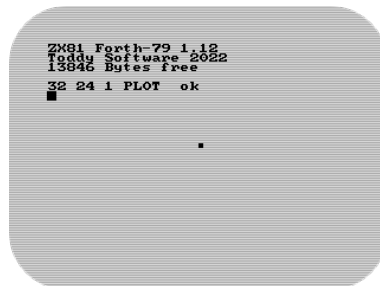 ZX81 Forth-79 1.12
Toddy Software 2022
13846 Bytes free
32 24 1 PLOT  ok